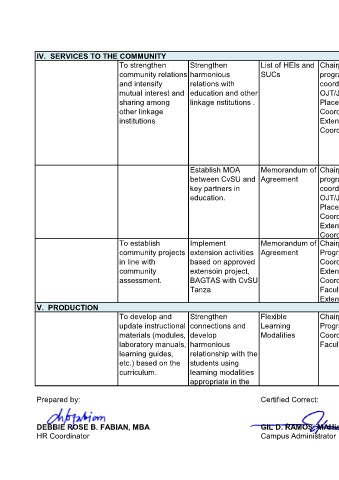 IV. SERVICES TO THE COMMUNITY
To strengthen
community relations
and intensify
mutual interest and
sharing among
other linkage
institutions
Strengthen
harmonious
relations with
education and other
linkage nstitutions .
List of HEIs and
SUCs
Chair
progra
coord
OJT/J
Place
Coord
Exten
Coord
Establish MOA
between CvSU and
key partners in
education.
Memorandum of
Agreement
Chair
progra
coord
OJT/J
Place
Coord
Exten
Coord
To establish
community projects
in line with
community
assessment.
Implement
extension activities
based on approved
extensoin project,
BAGTAS with CvSU
Tanza
Memorandum of
Agreement
Chair
Progr
Coord
Exten
Coord
Facul
Exten
V. PRODUCTION
To develop and
update instructional
materials (modules,
laboratory manuals,
learning guides,
etc.) based on the
curriculum.
Strengthen
connections and
develop
harmonious
relationship with the
students using
learning modalities
appropriate in the
Flexible
Learning
Modalities
Chair
Progr
Coord
Facul
Prepared by:
Certified Correct:
DEBBIE ROSE B. FABIAN, MBA
GIL D. RAMOS,
HR Coordinator
Campus Administrator